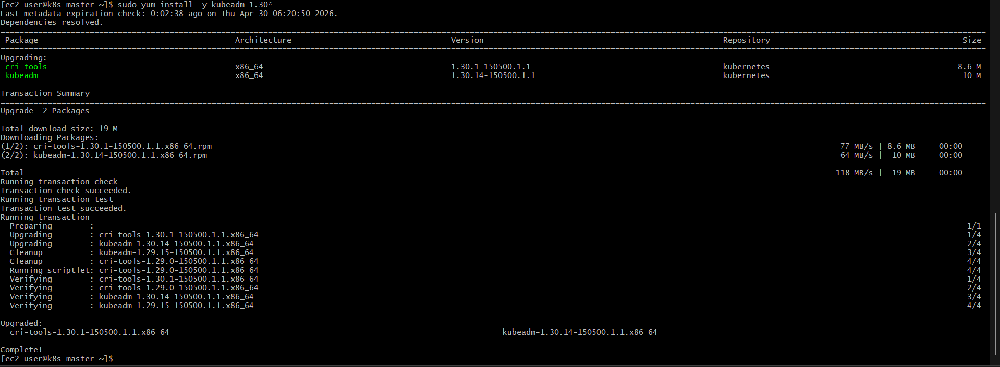 [ec2-user@k8s-master ~]$ sudo yum install -y kubeadm-1.30*
Last metadata expiration check: 0:02:38 ago on Thu Apr 30 06:20:50 2026.
Dependencies resolved.
================================================================================
Package Architecture Version Repository Size
================================================================================
Upgrading:
cri-tools x86_64 1.30.1-150500.1.1 kubernetes 8.6 M
kubeadm x86_64 1.30.14-150500.1.1 kubernetes 10 M
Transaction Summary
================================================================================
Upgrade  2 Packages
Total download size: 19 M
Downloading Packages:
(1/2): cri-tools-1.30.1-150500.1.1.x86_64.rpm 77 MB/s | 8.6 MB 00:00
(2/2): kubeadm-1.30.14-150500.1.1.x86_64.rpm 64 MB/s | 10 MB 00:00
--------------------------------------------------------------------------------
Total 118 MB/s | 19 MB 00:00
Running transaction check
Transaction check succeeded.
Running transaction test
Transaction test succeeded.
Running transaction
Preparing : 1/1
Upgrading : cri-tools-1.30.1-150500.1.1.x86_64 1/4
Upgrading : kubeadm-1.30.14-150500.1.1.x86_64 2/4
Cleanup : kubeadm-1.29.15-150500.1.1.x86_64 3/4
Cleanup : cri-tools-1.29.0-150500.1.1.x86_64 4/4
Running scriptlet: cri-tools-1.29.0-150500.1.1.x86_64 4/4
Verifying : cri-tools-1.30.1-150500.1.1.x86_64 1/4
Verifying : cri-tools-1.29.0-150500.1.1.x86_64 2/4
Verifying : kubeadm-1.30.14-150500.1.1.x86_64 3/4
Verifying : kubeadm-1.29.15-150500.1.1.x86_64 4/4
Upgraded:
cri-tools-1.30.1-150500.1.1.x86_64 kubeadm-1.30.14-150500.1.1.x86_64
Complete!
[ec2-user@k8s-master ~]$